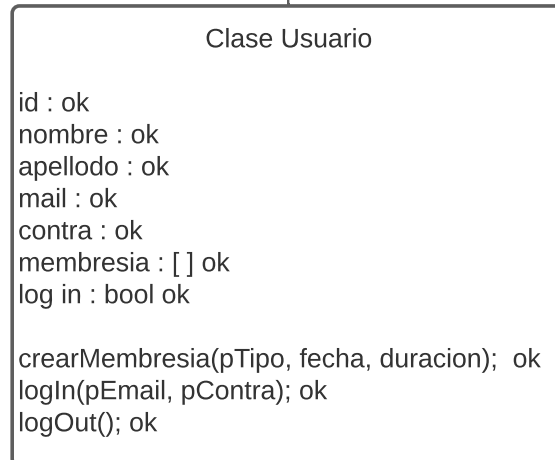 Clase Usuario
id : ok
nombre : ok
apellodo : ok
mail : ok
contra : ok
membresia : [ ] ok
log in : bool ok
crearMembresia(pTipo, fecha, duracion);  ok
logIn(pEmail, pContra); ok
logOut(); ok